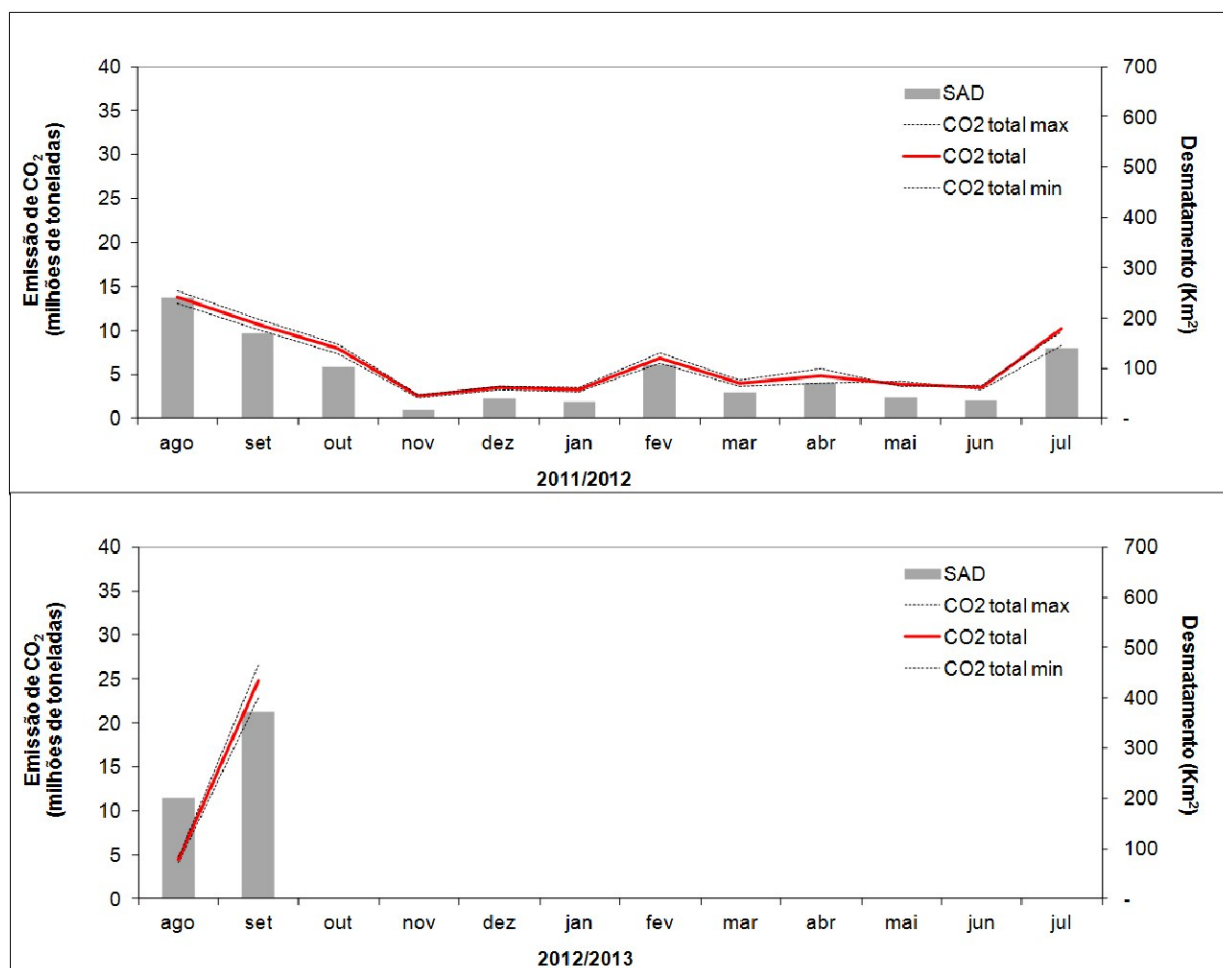 40
35
30
25
20
15
10
5
0
Emissão de CO₂
(milhões de toneladas)
700
600
500
400
300
200
100
-
Desmatamento (Km²)
SAD
CO2 total max
CO2 total
CO2 total min
ago set out nov dez jan fev mar abr mai jun jul
2011/2012
40
35
30
25
20
15
10
5
0
Emissão de CO₂
(milhões de toneladas)
700
600
500
400
300
200
100
-
Desmatamento (Km²)
SAD
CO2 total max
CO2 total
CO2 total min
ago set out nov dez jan fev mar abr mai jun jul
2012/2013